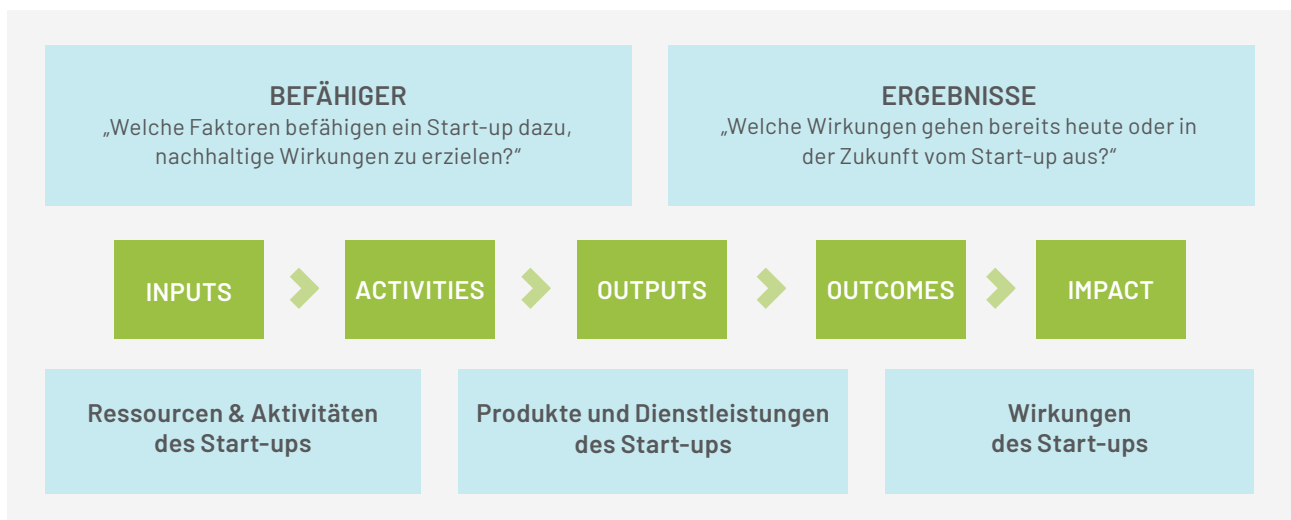 BEFÄHIGER
„Welche Faktoren befähigen ein Start-up dazu,
nachhaltige Wirkungen zu erzielen?“
ERGEBNISSE
„Welche Wirkungen gehen bereits heute oder in
der Zukunft vom Start-up aus?“
INPUTS
ACTIVITIES
OUTPUTS
OUTCOMES
IMPACT
Ressourcen & Aktivitäten
des Start-ups
Produkte und Dienstleistungen
des Start-ups
Wirkungen
des Start-ups